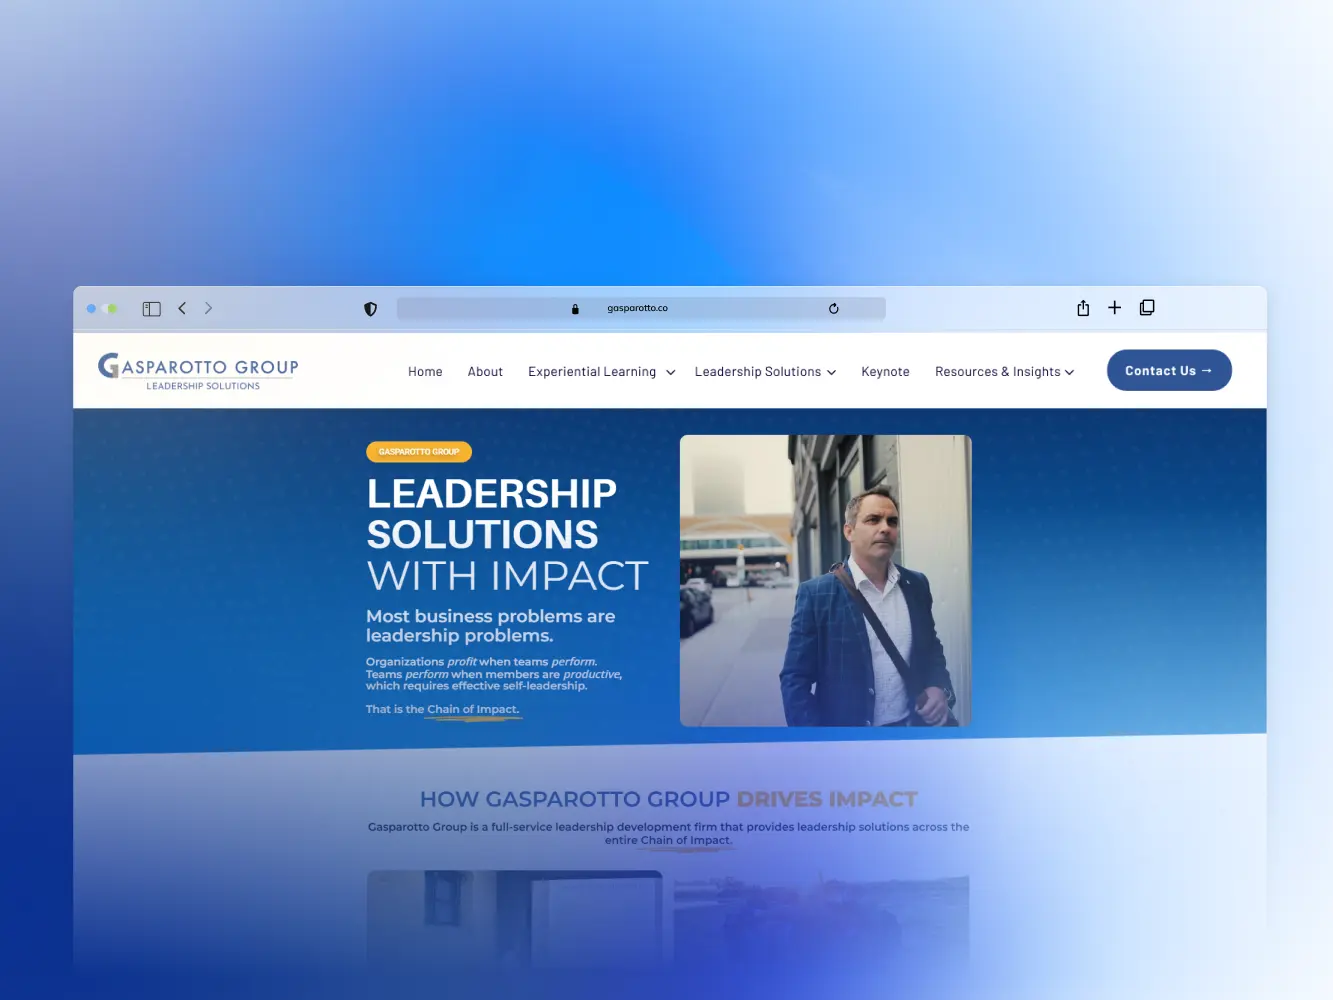 gasparotto.co
GASPAROTTO GROUP
LEADERSHIP SOLUTIONS
Home About Experiential Learning Leadership Solutions Keynote Resources & Insights Contact Us →
GASPAROTTO GROUP
LEADERSHIP
SOLUTIONS
WITH IMPACT
Most business problems are
leadership problems.
Organizations profit when teams perform.
Teams perform when members are productive,
which requires effective self-leadership.
That is the Chain of Impact.
HOW GASPAROTTO GROUP DRIVES IMPACT
Gasparotto Group is a full-service leadership development firm that provides leadership solutions across the
entire Chain of Impact.